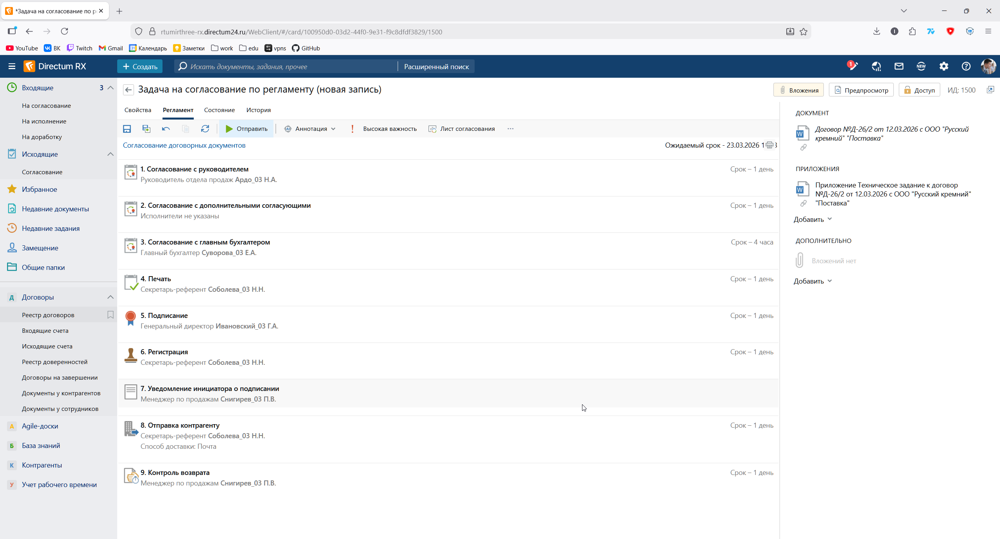 *Задача на согласование по р
rtumirthree-rx.directum24.ru/WebClient/#/card/100950d0-03d2-44f0-9e31-f9c8dfdf3829/1500
YouTube ВК Twitch Gmail Календарь Заметки work edu vpns GitHub
Directum RX
Создать
Искать документы, задания, прочее
Расширенный поиск
1
NEW
Входящие 3
На согласование
На исполнение
На доработку
Исходящие
Согласование
Избранное
Недавние документы
Недавние задания
Замещение
Общие папки
Д Договоры
Реестр договоров
Входящие счета
Исходящие счета
Реестр доверенностей
Договоры на завершении
Документы у контрагентов
Документы у сотрудников
А Agile-доски
Б База знаний
К Контрагенты
У Учет рабочего времени
Задача на согласование по регламенту (новая запись)
Вложения Предпросмотр Доступ ИД: 1500
Свойства Регламент Состояние История
Отправить Аннотация Высокая важность Лист согласования
Согласование договорных документов
Ожидаемый срок - 23.03.2026 1
1. Согласование с руководителем Срок – 1 день
Руководитель отдела продаж Ардо_03 Н.А.
2. Согласование с дополнительными согласующими Срок – 1 день
Исполнители не указаны
3. Согласование с главным бухгалтером Срок – 4 часа
Главный бухгалтер Суворова_03 Е.А.
4. Печать Срок – 1 день
Секретарь-референт Соболева_03 Н.Н.
5. Подписание Срок – 1 день
Генеральный директор Ивановский_03 Г.А.
6. Регистрация Срок – 1 день
Секретарь-референт Соболева_03 Н.Н.
7. Уведомление инициатора о подписании
Менеджер по продажам Снигирев_03 П.В.
8. Отправка контрагенту Срок – 1 день
Секретарь-референт Соболева_03 Н.Н.
Способ доставки: Почта
9. Контроль возврата Срок – 1 день
Менеджер по продажам Снигирев_03 П.В.
ДОКУМЕНТ
Договор №Д-26/2 от 12.03.2026 с ООО "Русский
кремний" "Поставка"
ПРИЛОЖЕНИЯ
Приложение Техническое задание к договор
№Д-26/2 от 12.03.2026 с ООО "Русский кремний"
"Поставка"
Добавить
ДОПОЛНИТЕЛЬНО
Вложений нет
Добавить